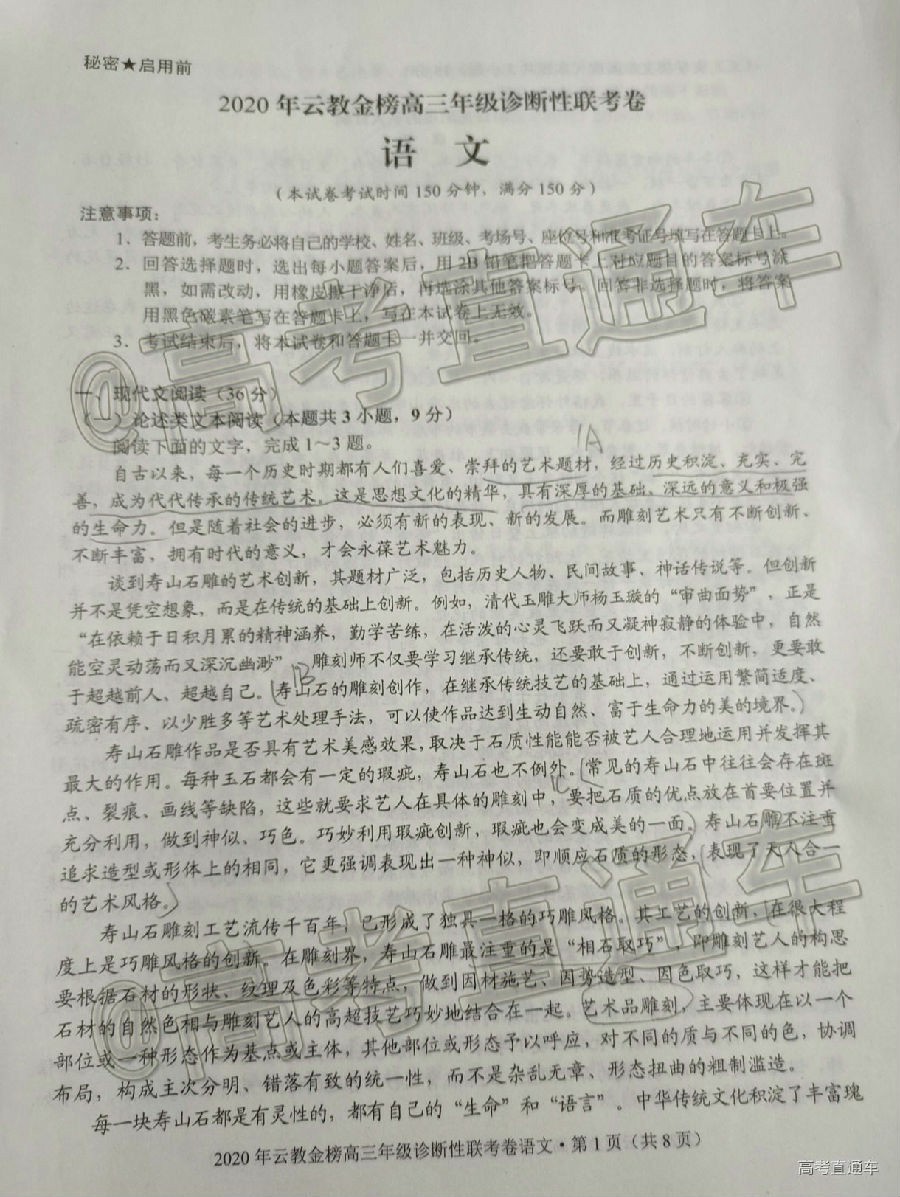 秘密★启用前
2020年云教金榜高三年级诊断性联考卷
语 文
(本试卷考试时间150分钟,满分150分)
注意事项:
1、答题前,考生务必将自己的学校、姓名、班级、考场号、座位号和准考证号填写在答题卡上。
2、回答选择题时,选出每小题答案后,用2B铅笔把答题卡上对应题目的答案标号涂
黑,如需改动,用橡皮擦干净后,再填涂其他答案标号,回答非选择题时,将答案
用黑色碳素笔写在答题卡上,写在本试卷上无效。
3、考试结束后,将本试卷和答题卡一并交回。
一、现代文阅读(36分)
(一)论述类文本阅读(本题共3小题,9分)
1A
阅读下面的文字,完成1~3题。
自古以来,每一个历史时期都有人们喜爱、崇拜的艺术题材,经过历史积淀、充实、完
善,成为代代传承的传统艺术,这是思想文化的精华,具有深厚的基础、深远的意义和极强
的生命力。但是随着社会的进步,必须有新的表现、新的发展。而雕刻艺术只有不断创新、
不断丰富,拥有时代的意义,才会永葆艺术魅力。
谈到寿山石雕的艺术创新,其题材广泛,包括历史人物、民间故事、神话传说等。但创新
并不是凭空想象,而是在传统的基础上创新。例如,清代玉雕大师杨玉璇的“审曲面势”,正是
“在依赖于日积月累的精神涵养,勤学苦练,在活泼的心灵飞跃而又凝神寂静的体验中,自然
能空灵动荡而又深沉幽渺”。B雕刻师不仅要学习继承传统,还要敢于创新,不断创新,更要敢
于超越前人、超越自己。(寿山石的雕刻创作,在继承传统技艺的基础上,通过运用繁简适度、
疏密有序、以少胜多等艺术处理手法,可以使作品达到生动自然、富于生命力的美的境界。)
寿山石雕作品是否具有艺术美感效果,取决于石质性能能否被艺人合理地运用并发挥其
最大的作用。每种玉石都会有一定的瑕疵,寿山石也不例外。(常见的寿山石中往往会存在斑
点、裂痕、画线等缺陷,这些就要求艺人在具体的雕刻中,C要把石质的优点放在首要位置并
充分利用,做到神似、巧色。巧妙利用瑕疵创新,瑕疵也会变成美的一面。)寿山石雕不注重
追求造型或形体上的相同,它更强调表现出一种神似,即顺应石质的形态,(表现了天人合一
的艺术风格。)
寿山石雕刻工艺流传千百年,已形成了独具一格的巧雕风格。其工艺的创新,(在很大程
度上是巧雕风格的创新。在雕刻界,寿山石雕最注重的是“相石取巧”,即雕刻艺人的构思
要根据石材的形状、纹理及色彩等特点,做到因材施艺、因势造型、因色取巧,这样才能把
石材的自然色相与雕刻艺人的高超技艺巧妙地结合在一起。艺术品雕刻,主要体现在以一个
部位或一种形态作为基点或主体,其他部位或形态予以呼应,对不同的质与不同的色,协调
布局,构成主次分明、错落有致的统一性,而不是杂乱无章、形态扭曲的粗制滥造。
每一块寿山石都是有灵性的,都有自己的“生命”和“语言”。中华传统文化积淀了丰富瑰
2020年云教金榜高三年级诊断性联考卷语文·第1页(共8页)
@高考直通车
@高考直通车
高考直通车